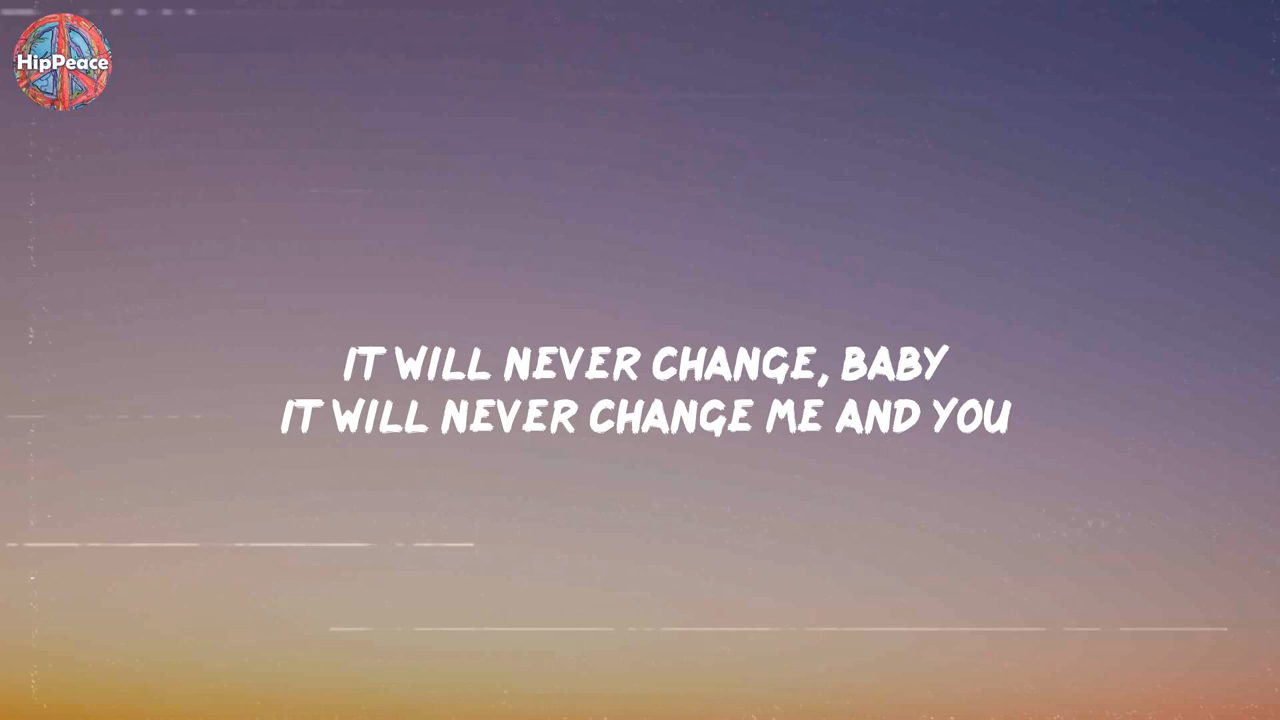 HipPeace
IT WILL NEVER CHANGE, BABY
IT WILL NEVER CHANGE ME AND YOU